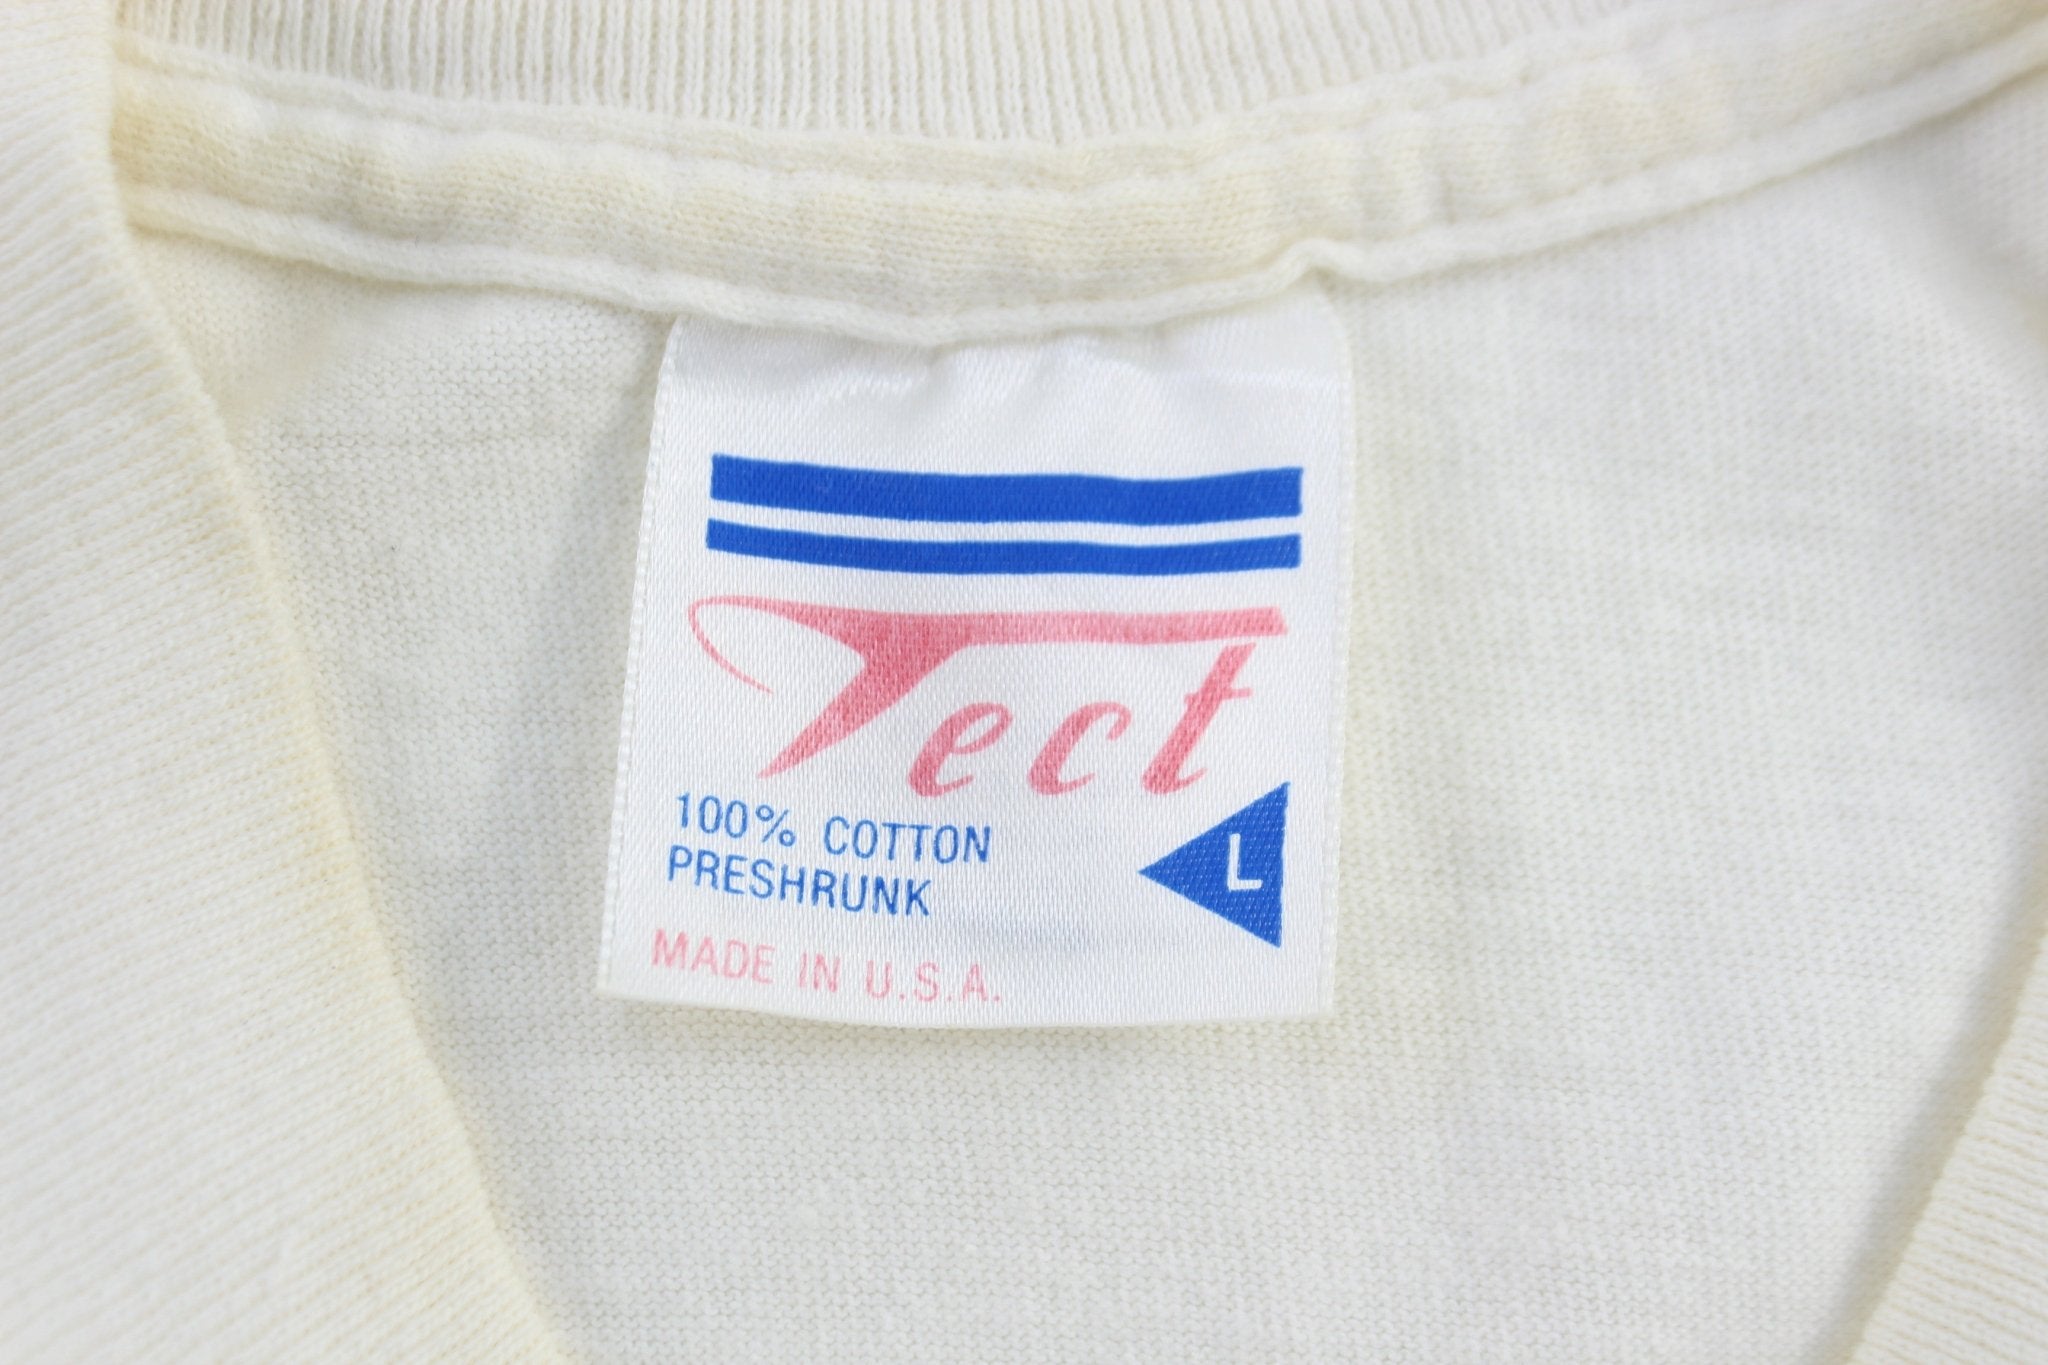 Tect
100% COTTON
PRESHRUNK
L
MADE IN U.S.A.